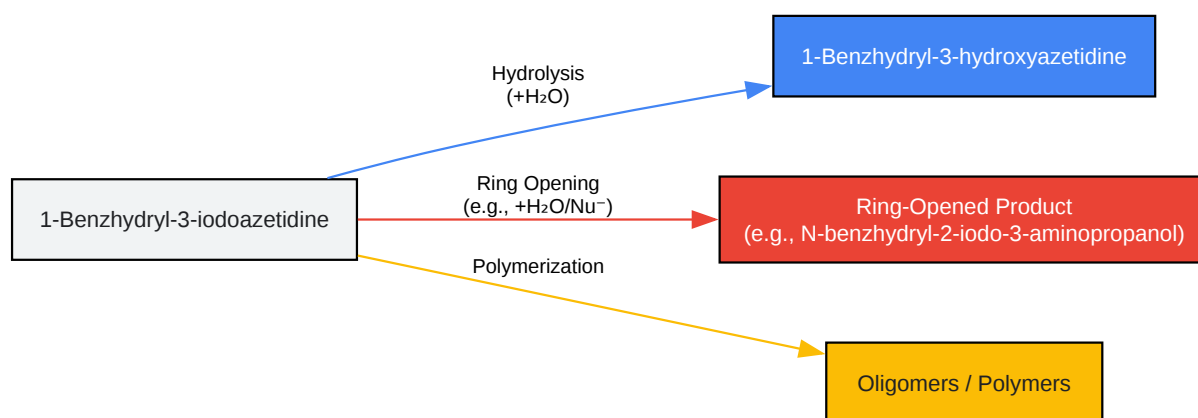 Hydrolysis
(+H₂O)
1-Benzhydryl-3-hydroxyazetidine
1-Benzhydryl-3-iodoazetidine
Ring Opening
(e.g., +H₂O/Nu⁻)
Ring-Opened Product
(e.g., N-benzhydryl-2-iodo-3-aminopropanol)
Polymerization
Oligomers / Polymers